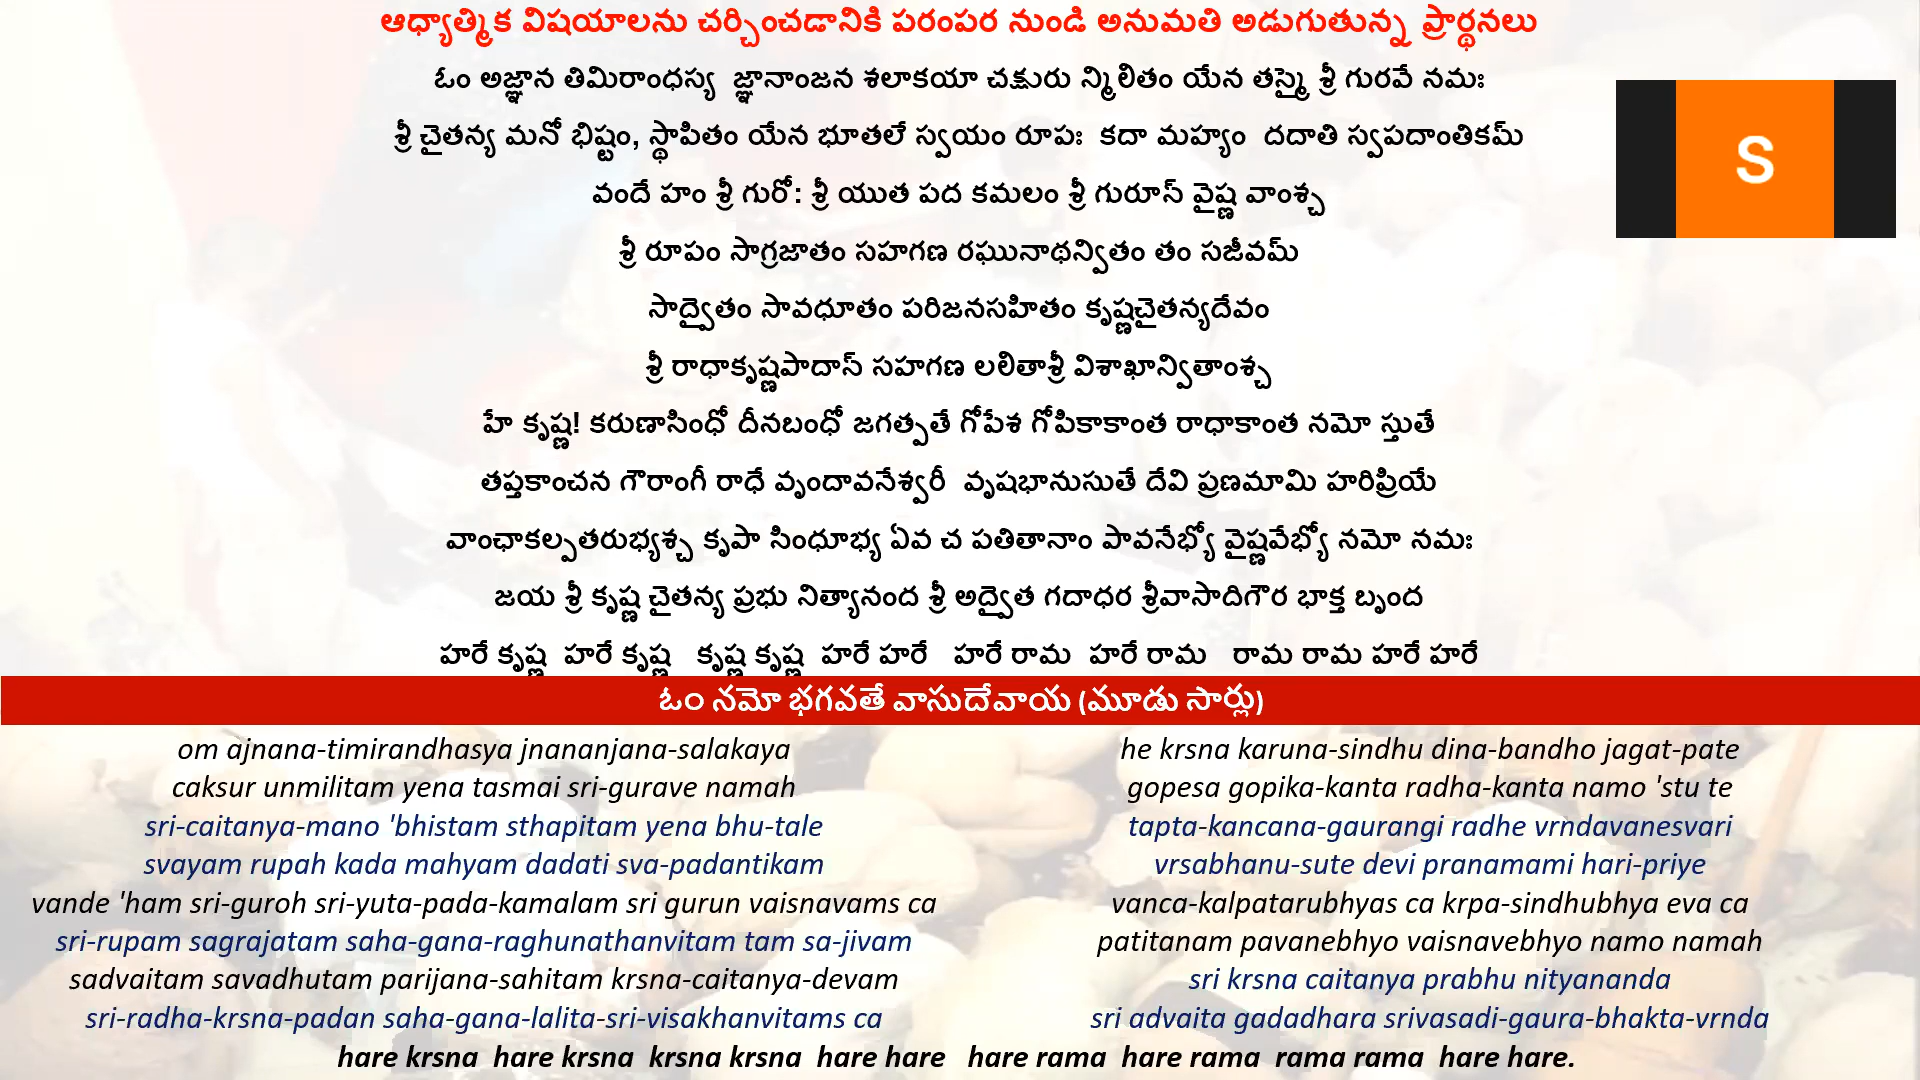 ఆధ్యాత్మిక విషయాలను చర్చించడానికి పరంపర నుండి అనుమతి అడుగుతున్న ప్రార్థనలు
ఓం అజ్ఞాన తిమిరాంధస్య జ్ఞానాంజన శలాకయా చక్షురు న్మిలితం యేన తస్మై శ్రీ గురవే నమః
శ్రీ చైతన్య మనో భిష్టం, స్థాపితం యేన భూతలే స్వయం రూపః కదా మహ్యం దదాతి స్వపదాంతికమ్
వందే హం శ్రీ గురో: శ్రీ యుత పద కమలం శ్రీ గురూన్ వైష్ణ వాంశ్చ
శ్రీ రూపం సాగ్రజాతం సహగణ రఘునాథన్వితం తం సజీవమ్
సాద్వైతం సావధూతం పరిజనసహితం కృష్ణచైతన్యదేవం
శ్రీ రాధాకృష్ణపాదాన్ సహగణ లలితాశ్రీ విశాఖాన్వితాంశ్చ
హే కృష్ణ! కరుణాసింధో దీనబంధో జగత్పతే గోపేశ గోపికాకాంత రాధాకాంత నమో స్తుతే
తప్తకాంచన గౌరాంగీ రాధే వృందావనేశ్వరీ వృషభానుసుతే దేవి ప్రణమామి హరిప్రియే
వాంఛాకల్పతరుభ్యశ్చ కృపా సింధూభ్య ఏవ చ పతితానాం పావనేభ్యో వైష్ణవేభ్యో నమో నమః
జయ శ్రీ కృష్ణ చైతన్య ప్రభు నిత్యానంద శ్రీ అద్వైత గదాధర శ్రీవాసాదిగౌర భాక్త బృంద
హరే కృష్ణ హరే కృష్ణ కృష్ణ కృష్ణ హరే హరే హరే రామ హరే రామ రామ రామ హరే హరే
S
ఓం నమో భగవతే వాసుదేవాయ (మూడు సార్లు)
om ajnana-timirandhasya jnananjana-salakaya
caksur unmilitam yena tasmai sri-gurave namah
sri-caitanya-mano 'bhistam sthapitam yena bhu-tale
svayam rupah kada mahyam dadati sva-padantikam
vande 'ham sri-guroh sri-yuta-pada-kamalam sri gurun vaisnavams ca
sri-rupam sagrajatam saha-gana-raghunathanvitam tam sa-jivam
sadvaitam savadhutam parijana-sahitam krsna-caitanya-devam
sri-radha-krsna-padan saha-gana-lalita-sri-visakhanvitams ca
he krsna karuna-sindhu dina-bandho jagat-pate
gopesa gopika-kanta radha-kanta namo 'stu te
tapta-kancana-gaurangi radhe vrndavanesvari
vrsabhanu-sute devi pranamami hari-priye
vanca-kalpatarubhyas ca krpa-sindhubhya eva ca
patitanam pavanebhyo vaisnavebhyo namo namah
sri krsna caitanya prabhu nityananda
sri advaita gadadhara srivasadi-gaura-bhakta-vrnda
hare krsna hare krsna krsna krsna hare hare hare rama hare rama rama rama hare hare.